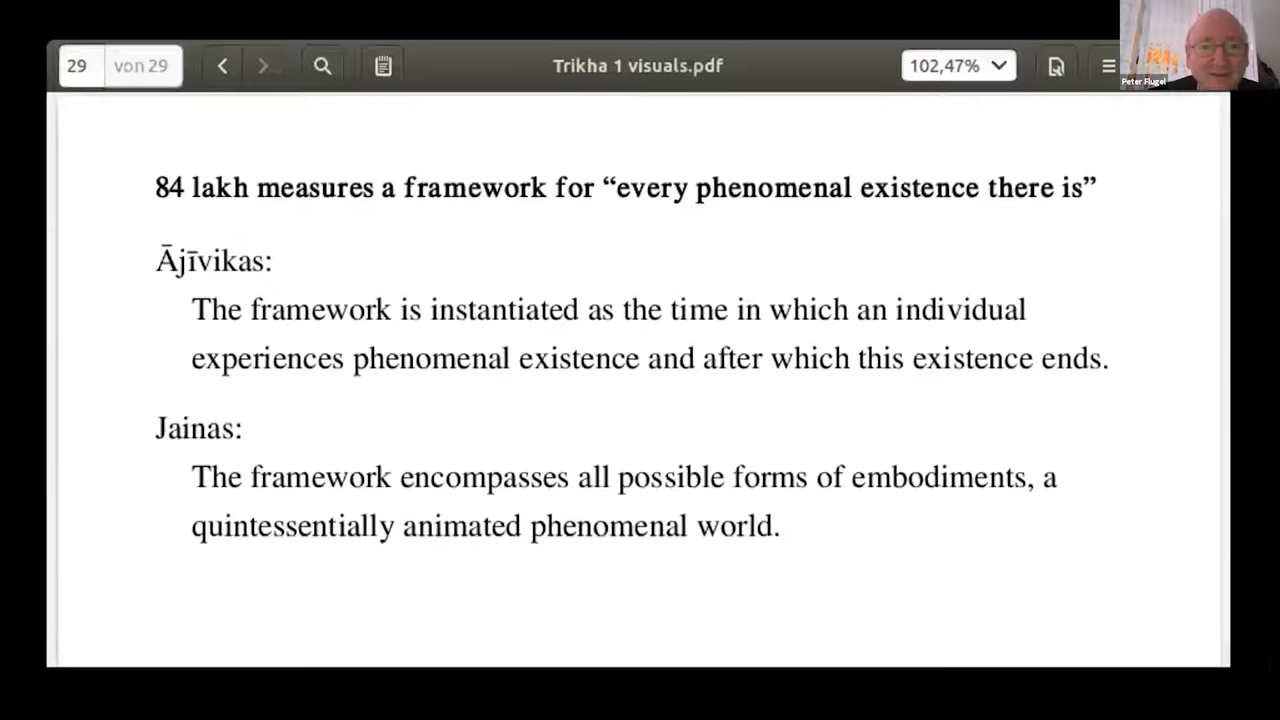 29
von 29
Trikha 1 visuals.pdf
102,47%
Peter Flugel
84 lakh measures a framework for “every phenomenal existence there is”
Ājīvikas:
The framework is instantiated as the time in which an individual
experiences phenomenal existence and after which this existence ends.
Jainas:
The framework encompasses all possible forms of embodiments, a
quintessentially animated phenomenal world.